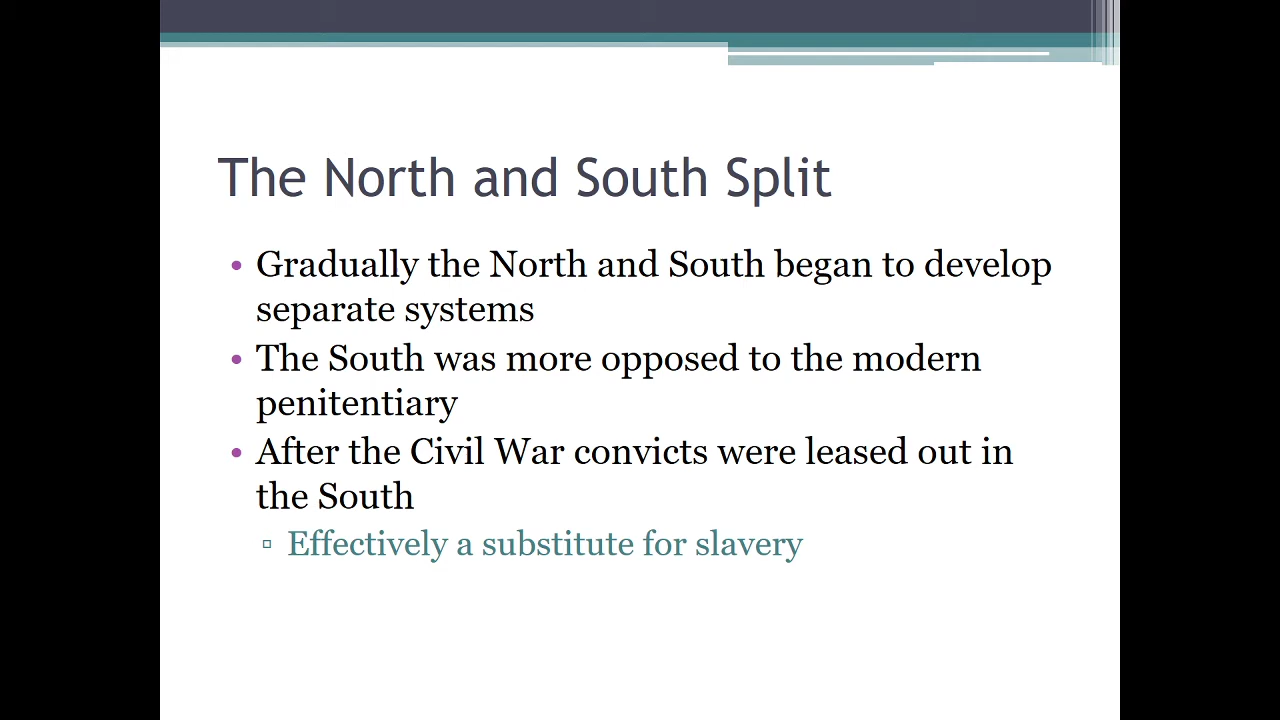 The North and South Split
• Gradually the North and South began to develop
separate systems
• The South was more opposed to the modern
penitentiary
• After the Civil War convicts were leased out in
the South
▫ Effectively a substitute for slavery